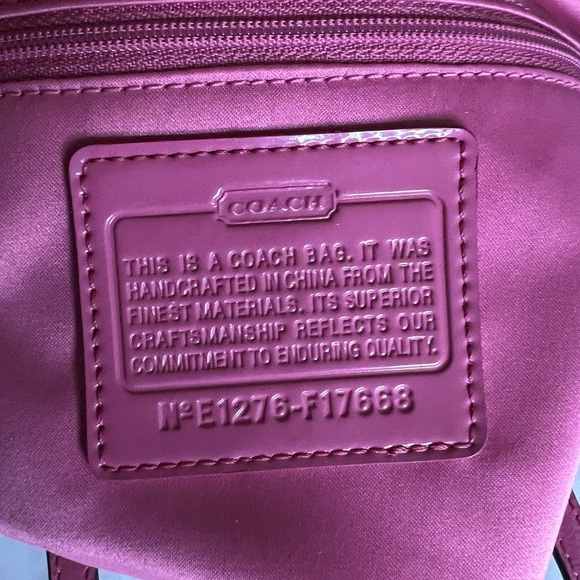 COACH
THIS IS A COACH BAG. IT WAS
HANDCRAFTED IN CHINA FROM THE
FINEST MATERIALS. ITS SUPERIOR
CRAFTSMANSHIP REFLECTS OUR
COMMITMENT TO ENDURING QUALITY.
NºE1276-F17668